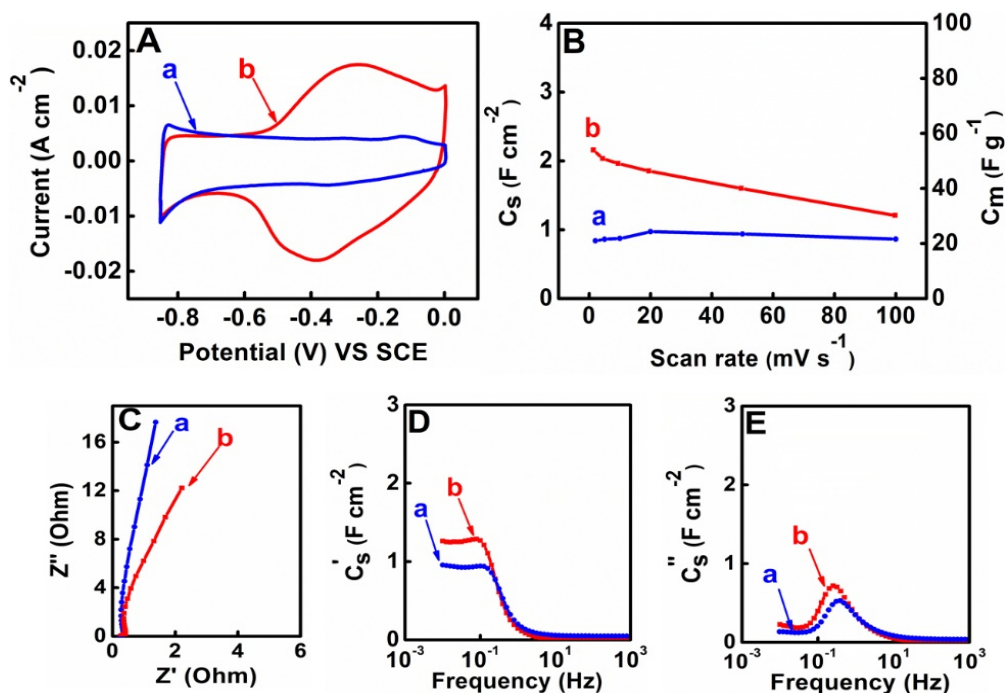 A
a
b
0.02
0.01
0.00
-0.01
-0.02
Current (A cm⁻²)
-0.8 -0.6 -0.4 -0.2 0.0
Potential (V) VS SCE
B
b
a
4
3
2
1
0
Cₛ (F cm⁻²)
100
80
60
40
20
0
Cₘ (F g⁻¹)
0 20 40 60 80 100
Scan rate (mV s⁻¹)
C
a
b
16
12
8
4
0
Z'' (Ohm)
0 2 4 6
Z' (Ohm)
D
b
a
3
2
1
0
Cₛ' (F cm⁻²)
10⁻³ 10⁻¹ 10¹ 10³
Frequency (Hz)
E
b
a
3
2
1
0
Cₛ'' (F cm⁻²)
10⁻³ 10⁻¹ 10¹ 10³
Frequency (Hz)